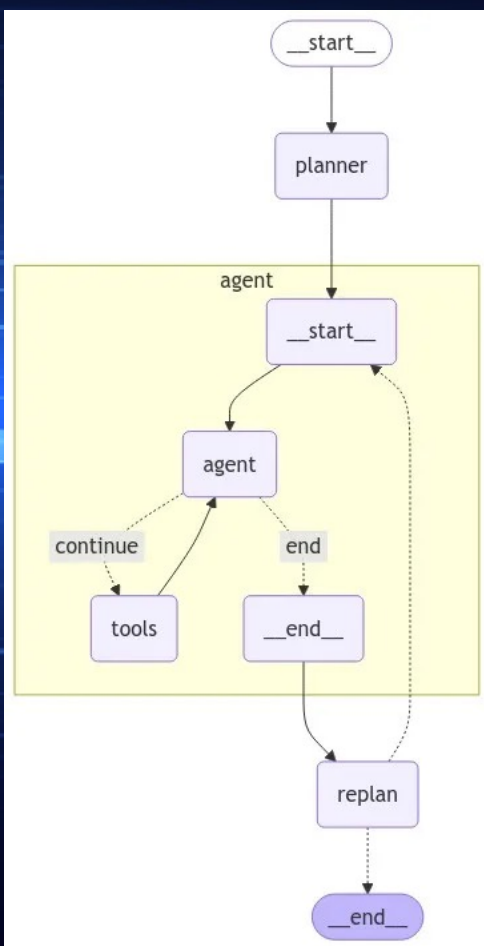 __start__
planner
agent
__start__
agent
continue
end
tools
__end__
replan
__end__